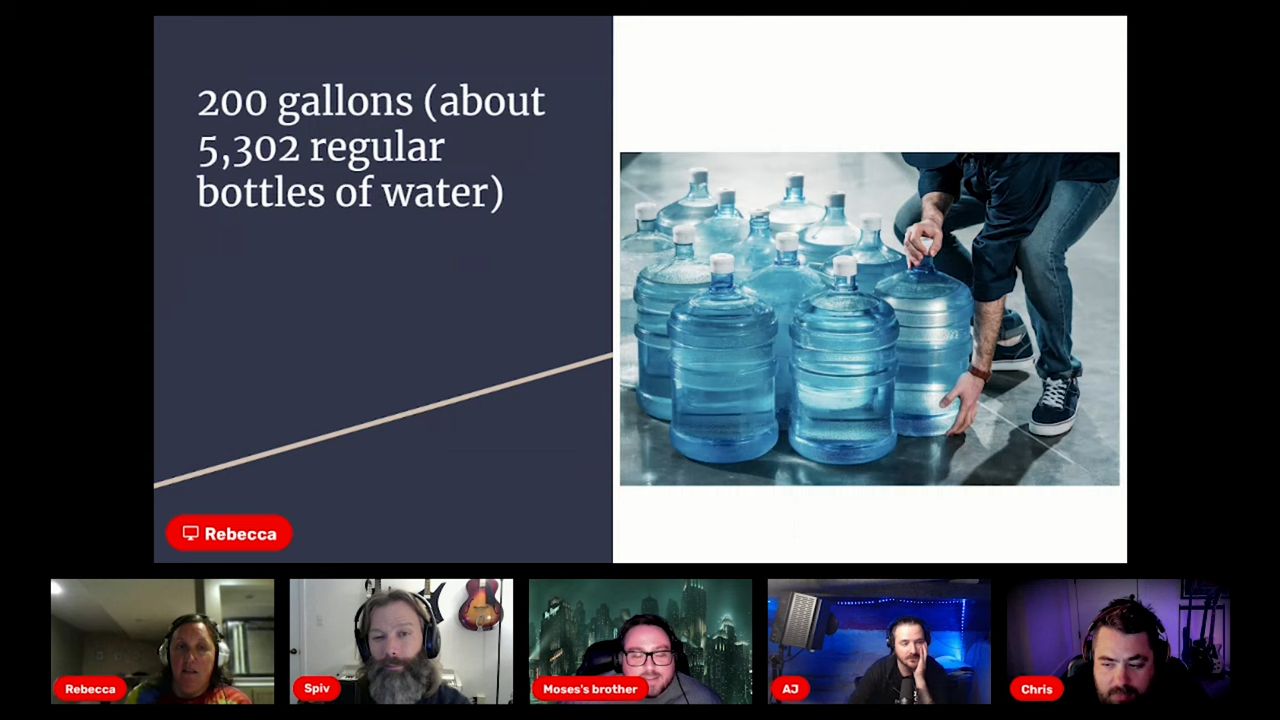 200 gallons (about
5,302 regular
bottles of water)
Rebecca
Rebecca
Spiv
Moses's brother
AJ
Chris